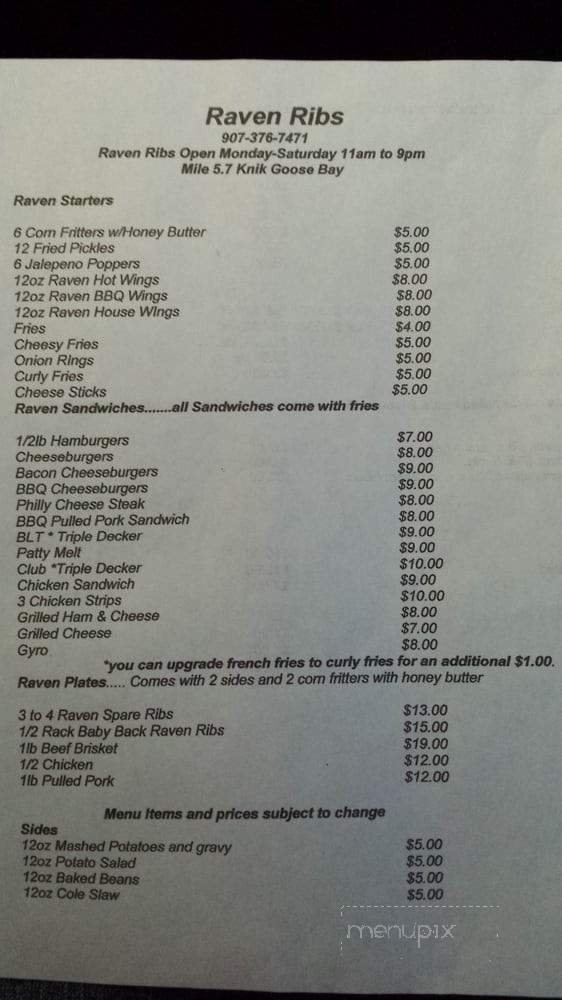 Raven Ribs
907-376-7471
Raven Ribs Open Monday-Saturday 11am to 9pm
Mile 5.7 Knik Goose Bay
Raven Starters
6 Corn Fritters w/Honey Butter $5.00
12 Fried Pickles $5.00
6 Jalepeno Poppers $5.00
12oz Raven Hot Wings $8.00
12oz Raven BBQ Wings $8.00
12oz Raven House WIngs $8.00
Fries $4.00
Cheesy Fries $5.00
Onion RIngs $5.00
Curly Fries $5.00
Cheese Sticks $5.00
Raven Sandwiches.......all Sandwiches come with fries
1/2lb Hamburgers $7.00
Cheeseburgers $8.00
Bacon Cheeseburgers $9.00
BBQ Cheeseburgers $9.00
Philly Cheese Steak $8.00
BBQ Pulled Pork Sandwich $8.00
BLT * Triple Decker $9.00
Patty Melt $9.00
Club *Triple Decker $10.00
Chicken Sandwich $9.00
3 Chicken Strips $10.00
Grilled Ham & Cheese $8.00
Grilled Cheese $7.00
Gyro $8.00
*you can upgrade french fries to curly fries for an additional $1.00.
Raven Plates..... Comes with 2 sides and 2 corn fritters with honey butter
3 to 4 Raven Spare Ribs $13.00
1/2 Rack Baby Back Raven Ribs $15.00
1lb Beef Brisket $19.00
1/2 Chicken $12.00
1lb Pulled Pork $12.00
Menu Items and prices subject to change
Sides
12oz Mashed Potatoes and gravy $5.00
12oz Potato Salad $5.00
12oz Baked Beans $5.00
12oz Cole Slaw $5.00
menupix